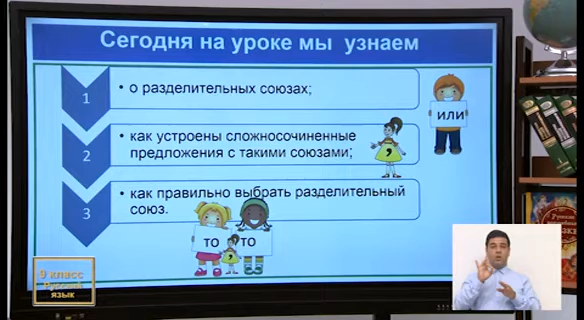 Сегодня на уроке мы узнаем
1
• о разделительных союзах;
2
• как устроены сложносочиненные
предложения с такими союзами;
3
• как правильно выбрать разделительный
союз.
или
,
то
,
то
9 класс
Русский
язык